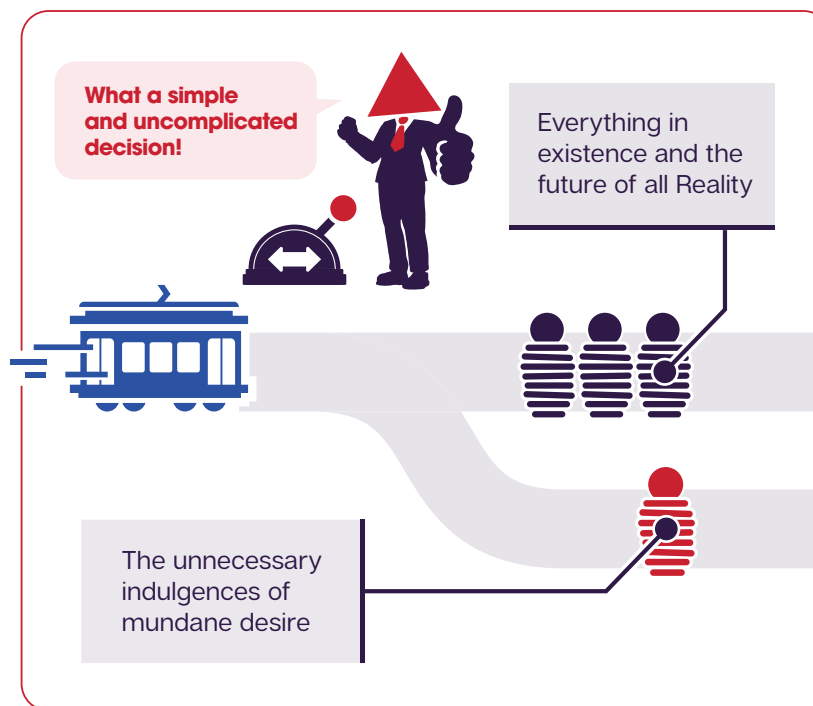 What a simple
and uncomplicated
decision!
Everything in
existence and the
future of all Reality
The unnecessary
indulgences of
mundane desire